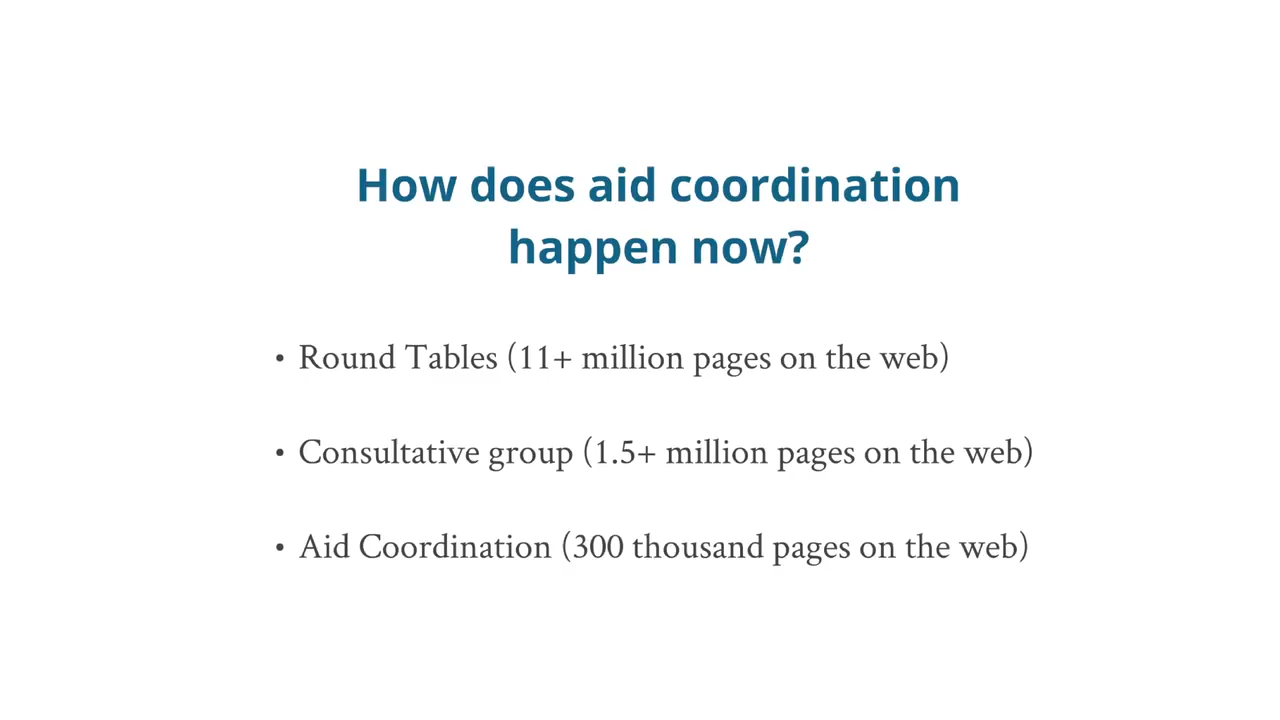 How does aid coordination
happen now?
• Round Tables (11+ million pages on the web)
• Consultative group (1.5+ million pages on the web)
• Aid Coordination (300 thousand pages on the web)